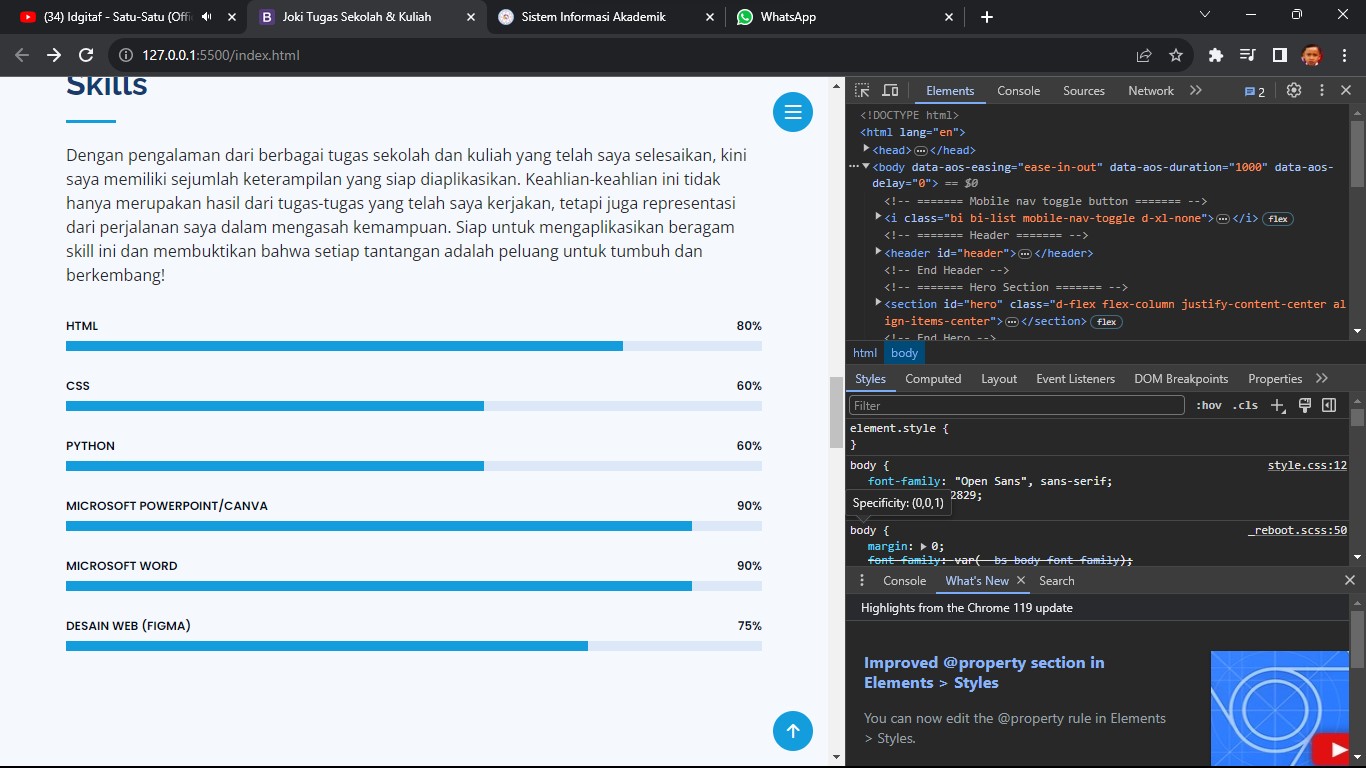 (34) Idgitaf - Satu-Satu (Offi
Joki Tugas Sekolah & Kuliah
Sistem Informasi Akademik
WhatsApp
127.0.0.1:5500/index.html
Skills
Dengan pengalaman dari berbagai tugas sekolah dan kuliah yang telah saya selesaikan, kini
saya memiliki sejumlah keterampilan yang siap diaplikasikan. Keahlian-keahlian ini tidak
hanya merupakan hasil dari tugas-tugas yang telah saya kerjakan, tetapi juga representasi
dari perjalanan saya dalam mengasah kemampuan. Siap untuk mengaplikasikan beragam
skill ini dan membuktikan bahwa setiap tantangan adalah peluang untuk tumbuh dan
berkembang!
HTML 80%
CSS 60%
PYTHON 60%
MICROSOFT POWERPOINT/CANVA 90%
MICROSOFT WORD 90%
DESAIN WEB (FIGMA) 75%
Elements Console Sources Network 2
<!DOCTYPE html>
<html lang="en">
<head> </head>
<body data-aos-easing="ease-in-out" data-aos-duration="1000" data-aos-
delay="0"> == $0
<!-- ======= Mobile nav toggle button ======= -->
<i class="bi bi-list mobile-nav-toggle d-xl-none"> </i> flex
<!-- ======= Header ======= -->
<header id="header"> </header>
<!-- End Header -->
<!-- ======= Hero Section ======= -->
<section id="hero" class="d-flex flex-column justify-content-center al
ign-items-center"> </section> flex
<!-- End Hero -->
html body
Styles Computed Layout Event Listeners DOM Breakpoints Properties
Filter :hov .cls
element.style {
}
body { style.css:12
font-family: "Open Sans", sans-serif;
2829;
Specificity: (0,0,1)
body { _reboot.scss:50
margin: 0;
font-family: var(--bs-body-font-family);
Console What's New Search
Highlights from the Chrome 119 update
Improved @property section in
Elements > Styles
You can now edit the @property rule in Elements
> Styles.